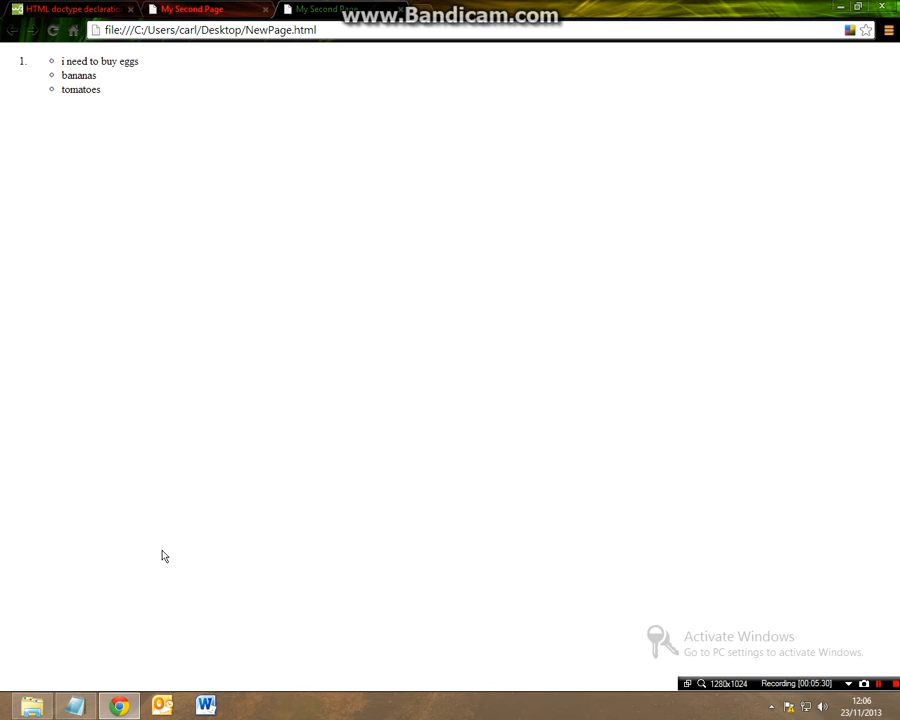 HTML doctype declaratio
My Second Page
My Second Page
www.Bandicam.com
file:///C:/Users/carl/Desktop/NewPage.html
1. i need to buy eggs
bananas
tomatoes
Activate Windows
Go to PC settings to activate Windows.
1280x1024 Recording [00:05:30]
12:06
23/11/2013